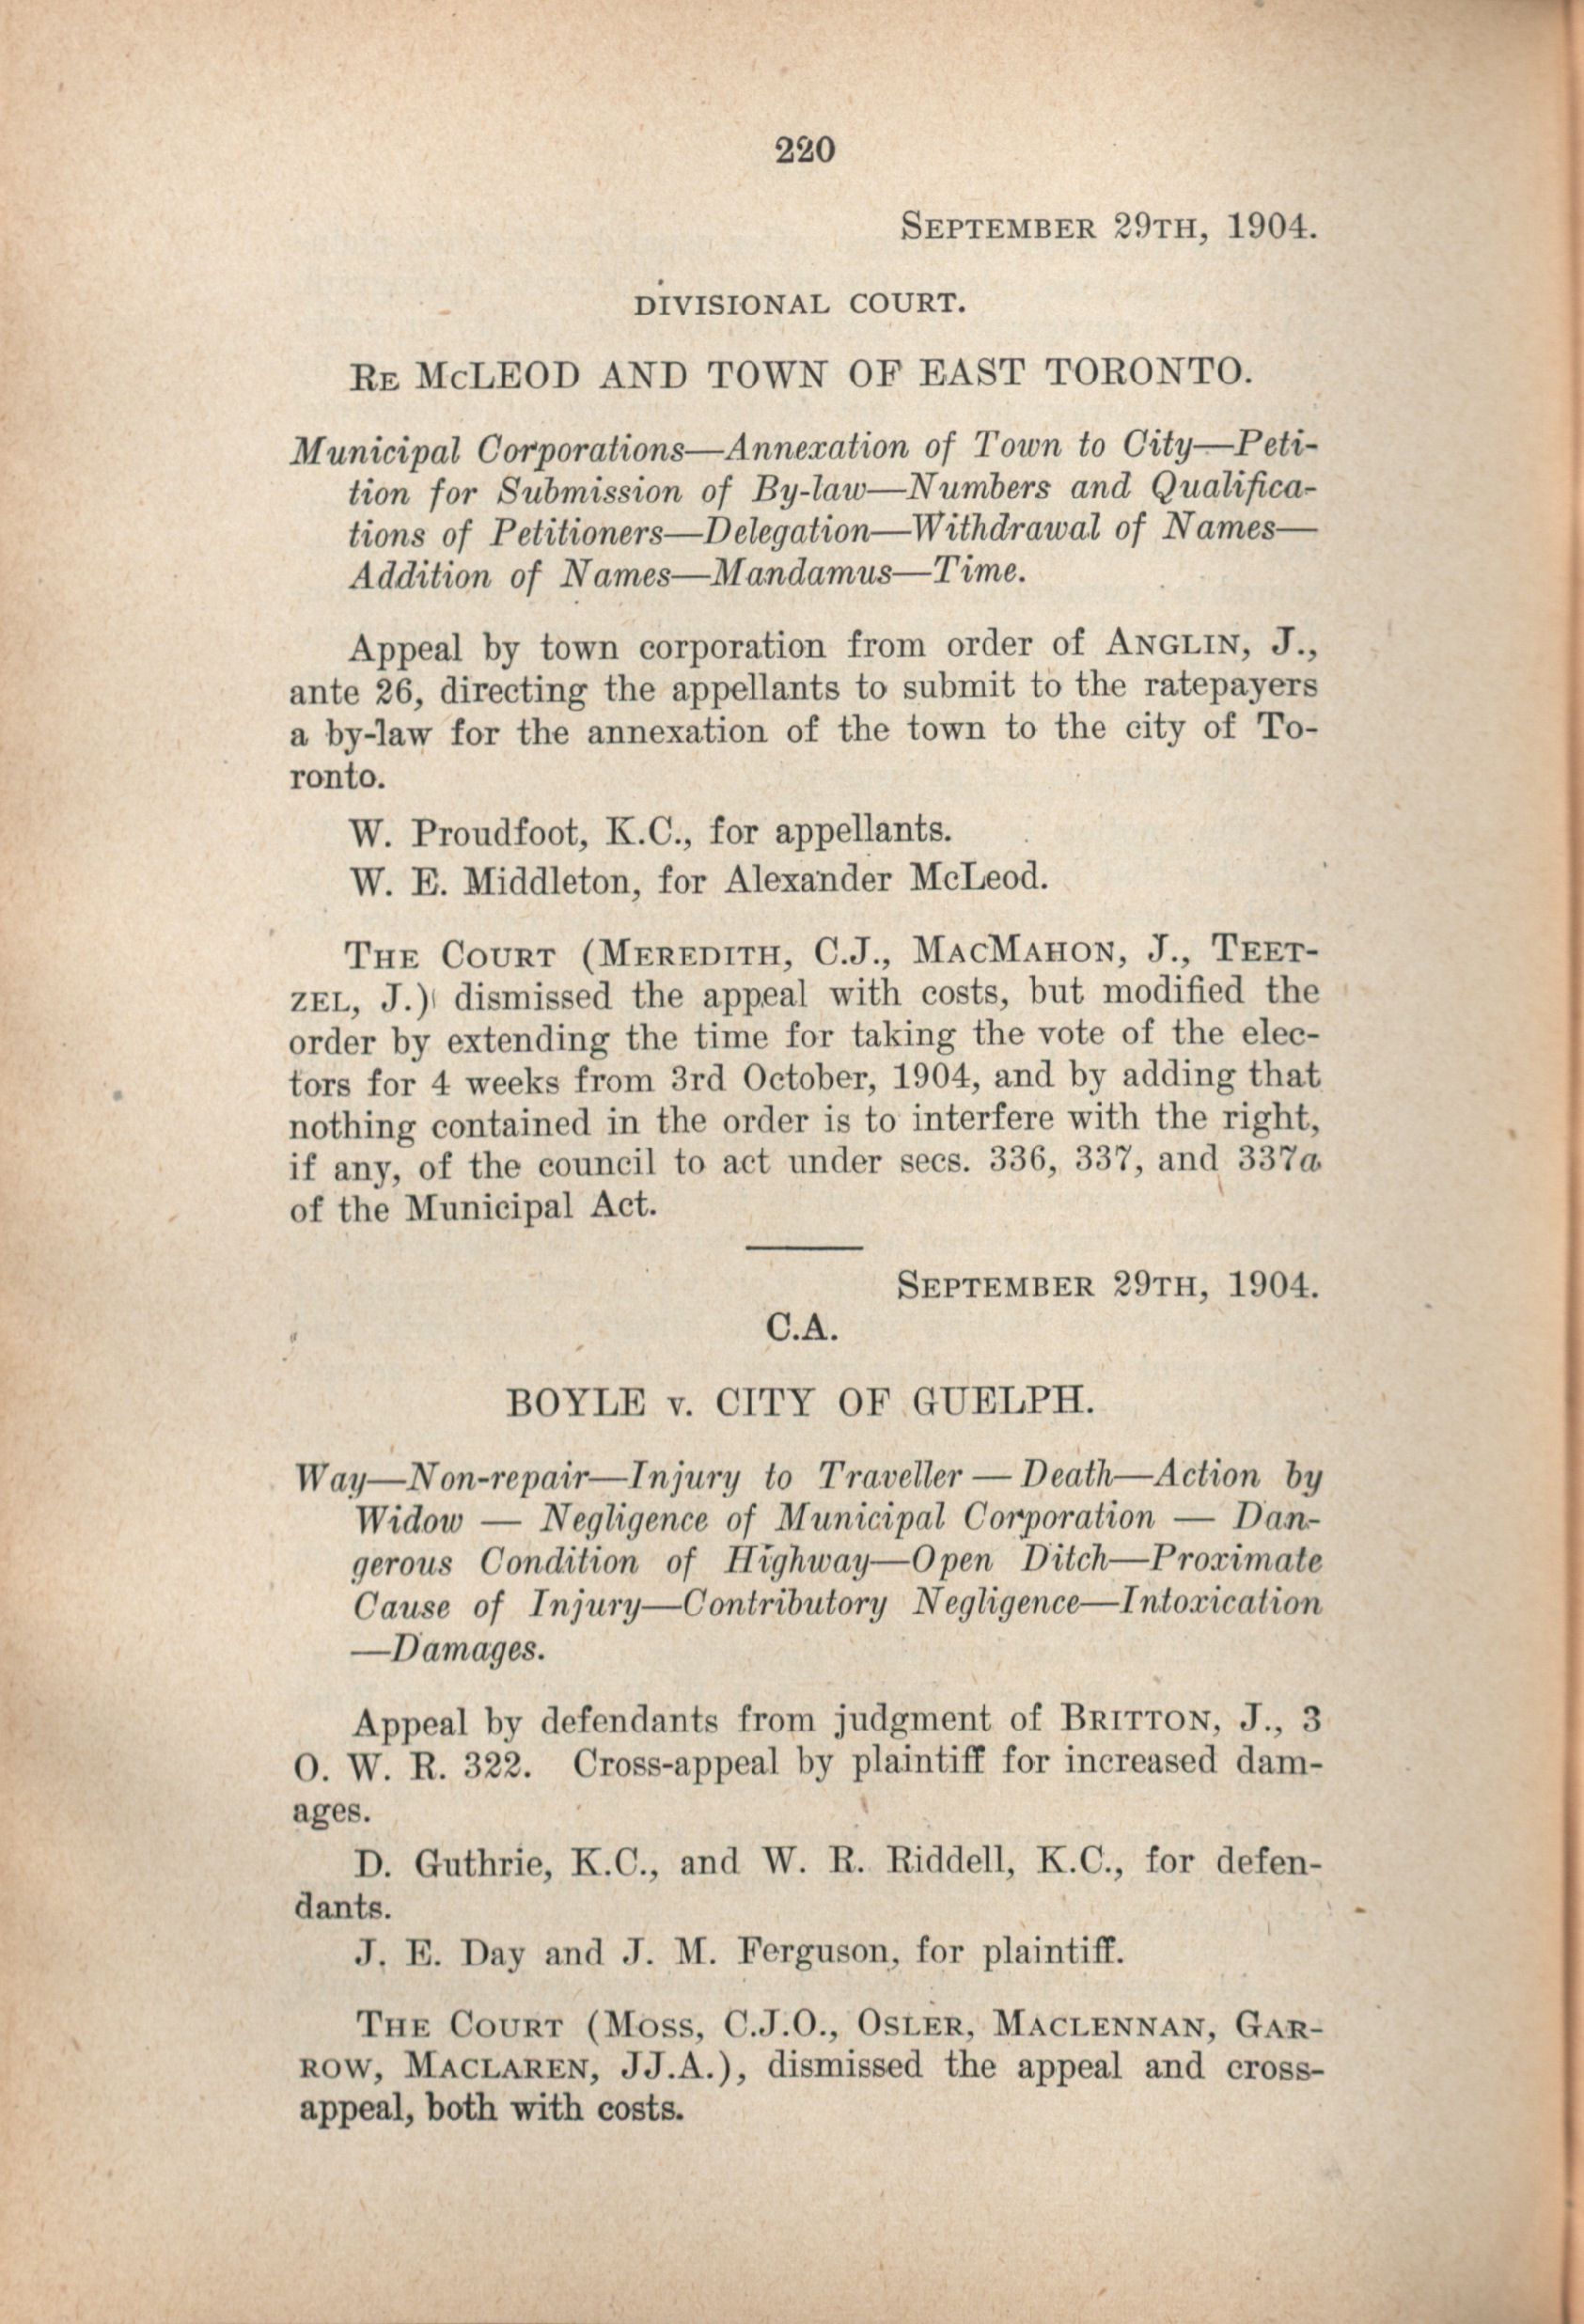 220
SEPTEMBER 29TH, 1904.
DIVISIONAL COURT.
RE MCLEOD AND TOWN OF EAST TORONTO.
Municipal Corporations—Annexation of Town to City—Peti-
tion for Submission of By-law—Numbers and Qualifica-
tions of Petitioners—Delegation—Withdrawal of Names—
Addition of Names—Mandamus—Time.
Appeal by town corporation from order of ANGLIN, J.,
ante 26, directing the appellants to submit to the ratepayers
a by-law for the annexation of the town to the city of To-
ronto.
W. Proudfoot, K.C., for appellants.
W. E. Middleton, for Alexander McLeod.
THE COURT (MEREDITH, C.J., MACMAHON, J., TEET-
ZEL, J.) dismissed the appeal with costs, but modified the
order by extending the time for taking the vote of the elec-
tors for 4 weeks from 3rd October, 1904, and by adding that
nothing contained in the order is to interfere with the right,
if any, of the council to act under secs. 336, 337, and 337a
of the Municipal Act.
SEPTEMBER 29TH, 1904.
C.A.
BOYLE v. CITY OF GUELPH.
Way—Non-repair—Injury to Traveller — Death—Action by
Widow — Negligence of Municipal Corporation — Dan-
gerous Condition of Highway—Open Ditch—Proximate
Cause of Injury—Contributory Negligence—Intoxication
—Damages.
Appeal by defendants from judgment of BRITTON, J., 3
O. W. R. 322. Cross-appeal by plaintiff for increased dam-
ages.
D. Guthrie, K.C., and W. R. Riddell, K.C., for defen-
dants.
J. E. Day and J. M. Ferguson, for plaintiff.
THE COURT (MOSS, C.J.O., OSLER, MACLENNAN, GAR-
ROW, MACLAREN, JJ.A.), dismissed the appeal and cross-
appeal, both with costs.